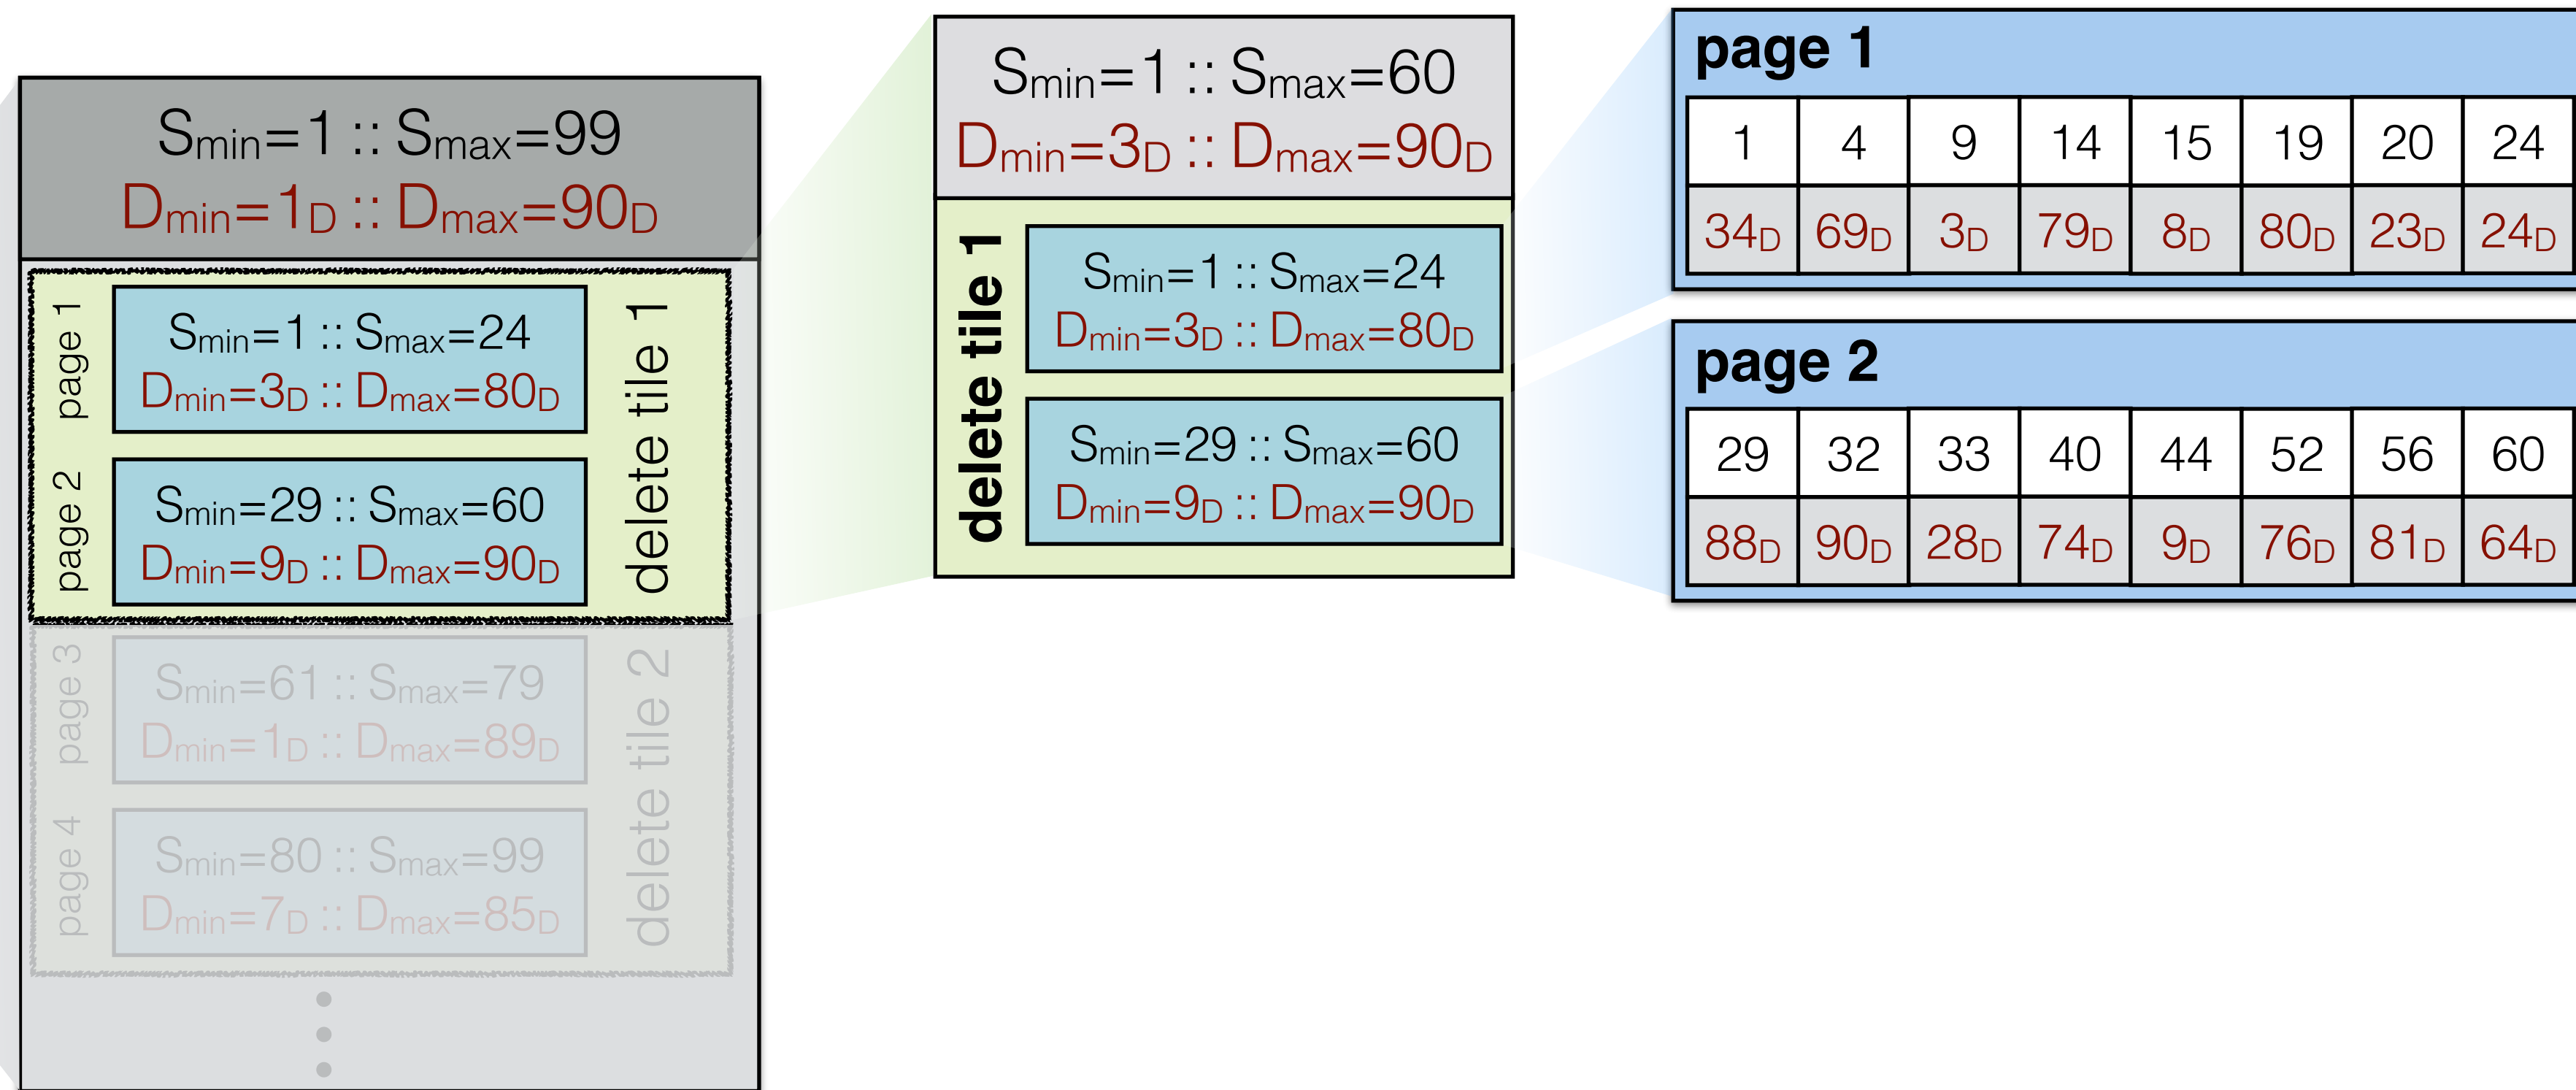 Smin=1 :: Smax=99
Dmin=1D :: Dmax=90D
page 1
Smin=1 :: Smax=24
Dmin=3D :: Dmax=80D
page 2
Smin=29 :: Smax=60
Dmin=9D :: Dmax=90D
delete tile 1
page 3
Smin=61 :: Smax=79
Dmin=1D :: Dmax=89D
page 4
Smin=80 :: Smax=99
Dmin=7D :: Dmax=85D
delete tile 2
Smin=1 :: Smax=60
Dmin=3D :: Dmax=90D
delete tile 1
Smin=1 :: Smax=24
Dmin=3D :: Dmax=80D
Smin=29 :: Smax=60
Dmin=9D :: Dmax=90D
page 1
1 4 9 14 15 19 20 24
34D 69D 3D 79D 8D 80D 23D 24D
page 2
29 32 33 40 44 52 56 60
88D 90D 28D 74D 9D 76D 81D 64D